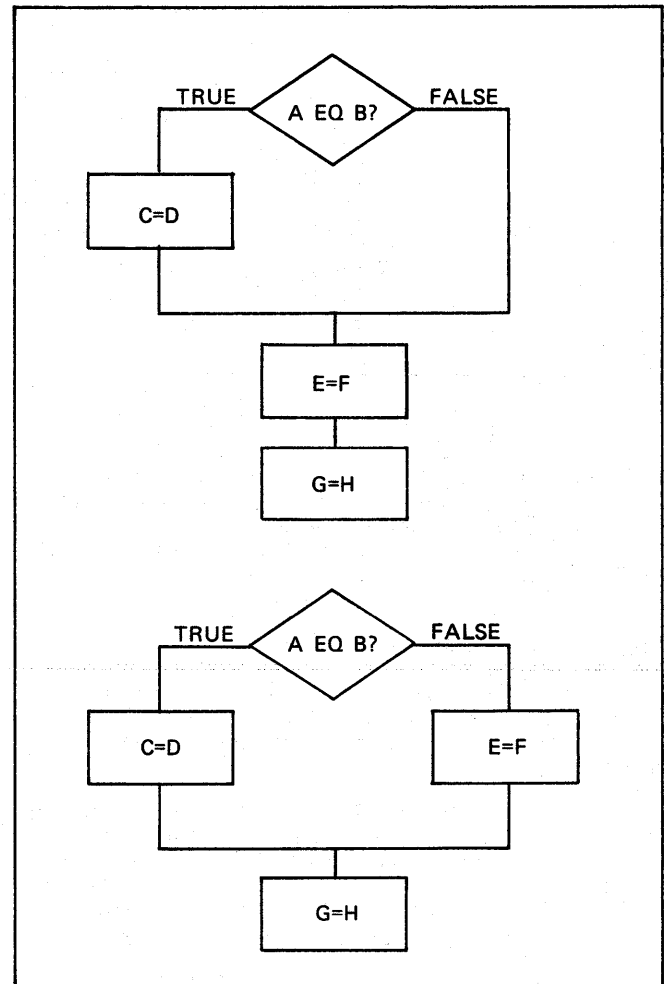 TRUE A EQ B? FALSE
C=D
E=F
G=H
TRUE A EQ B? FALSE
C=D E=F
G=H